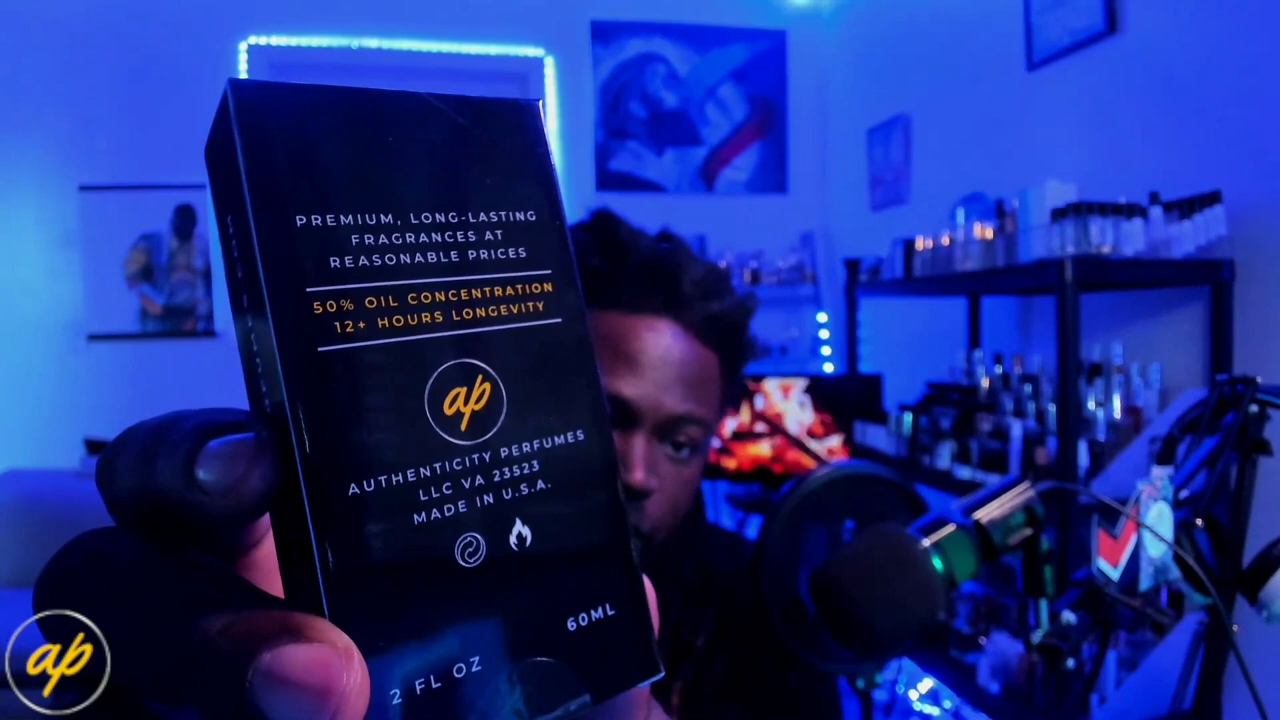 PREMIUM, LONG-LASTING
FRAGRANCES AT
REASONABLE PRICES
50% OIL CONCENTRATION
12+ HOURS LONGEVITY
ap
AUTHENTICITY PERFUMES
LLC VA 23523
MADE IN U.S.A.
60ML
2 FL OZ
ap